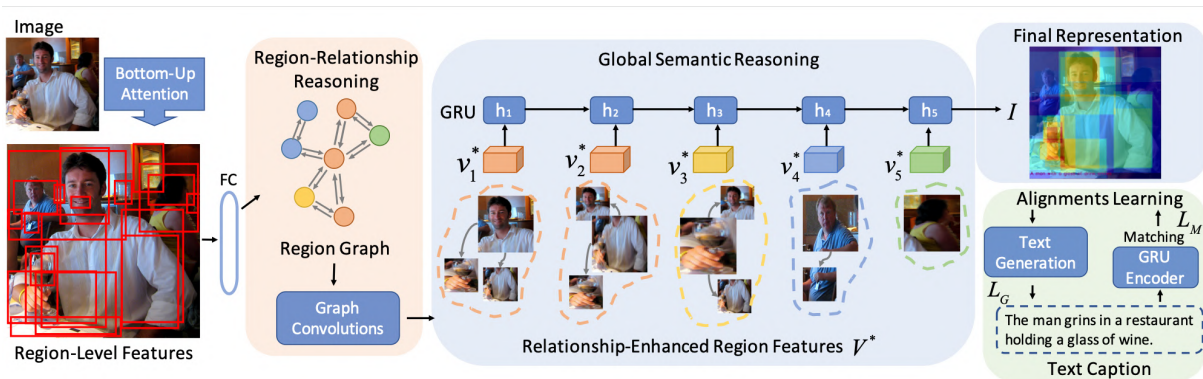 Image
Bottom-Up
Attention
Region-Level Features
FC
Region-Relationship
Reasoning
Region Graph
Graph
Convolutions
Global Semantic Reasoning
GRU
h₁
h₂
h₃
h₄
h₅
v₁*
v₂*
v₃*
v₄*
v₅*
Relationship-Enhanced Region Features V*
I
Final Representation
Alignments Learning
Text
Generation
L_G
L_M
Matching
GRU
Encoder
The man grins in a restaurant
holding a glass of wine.
Text Caption